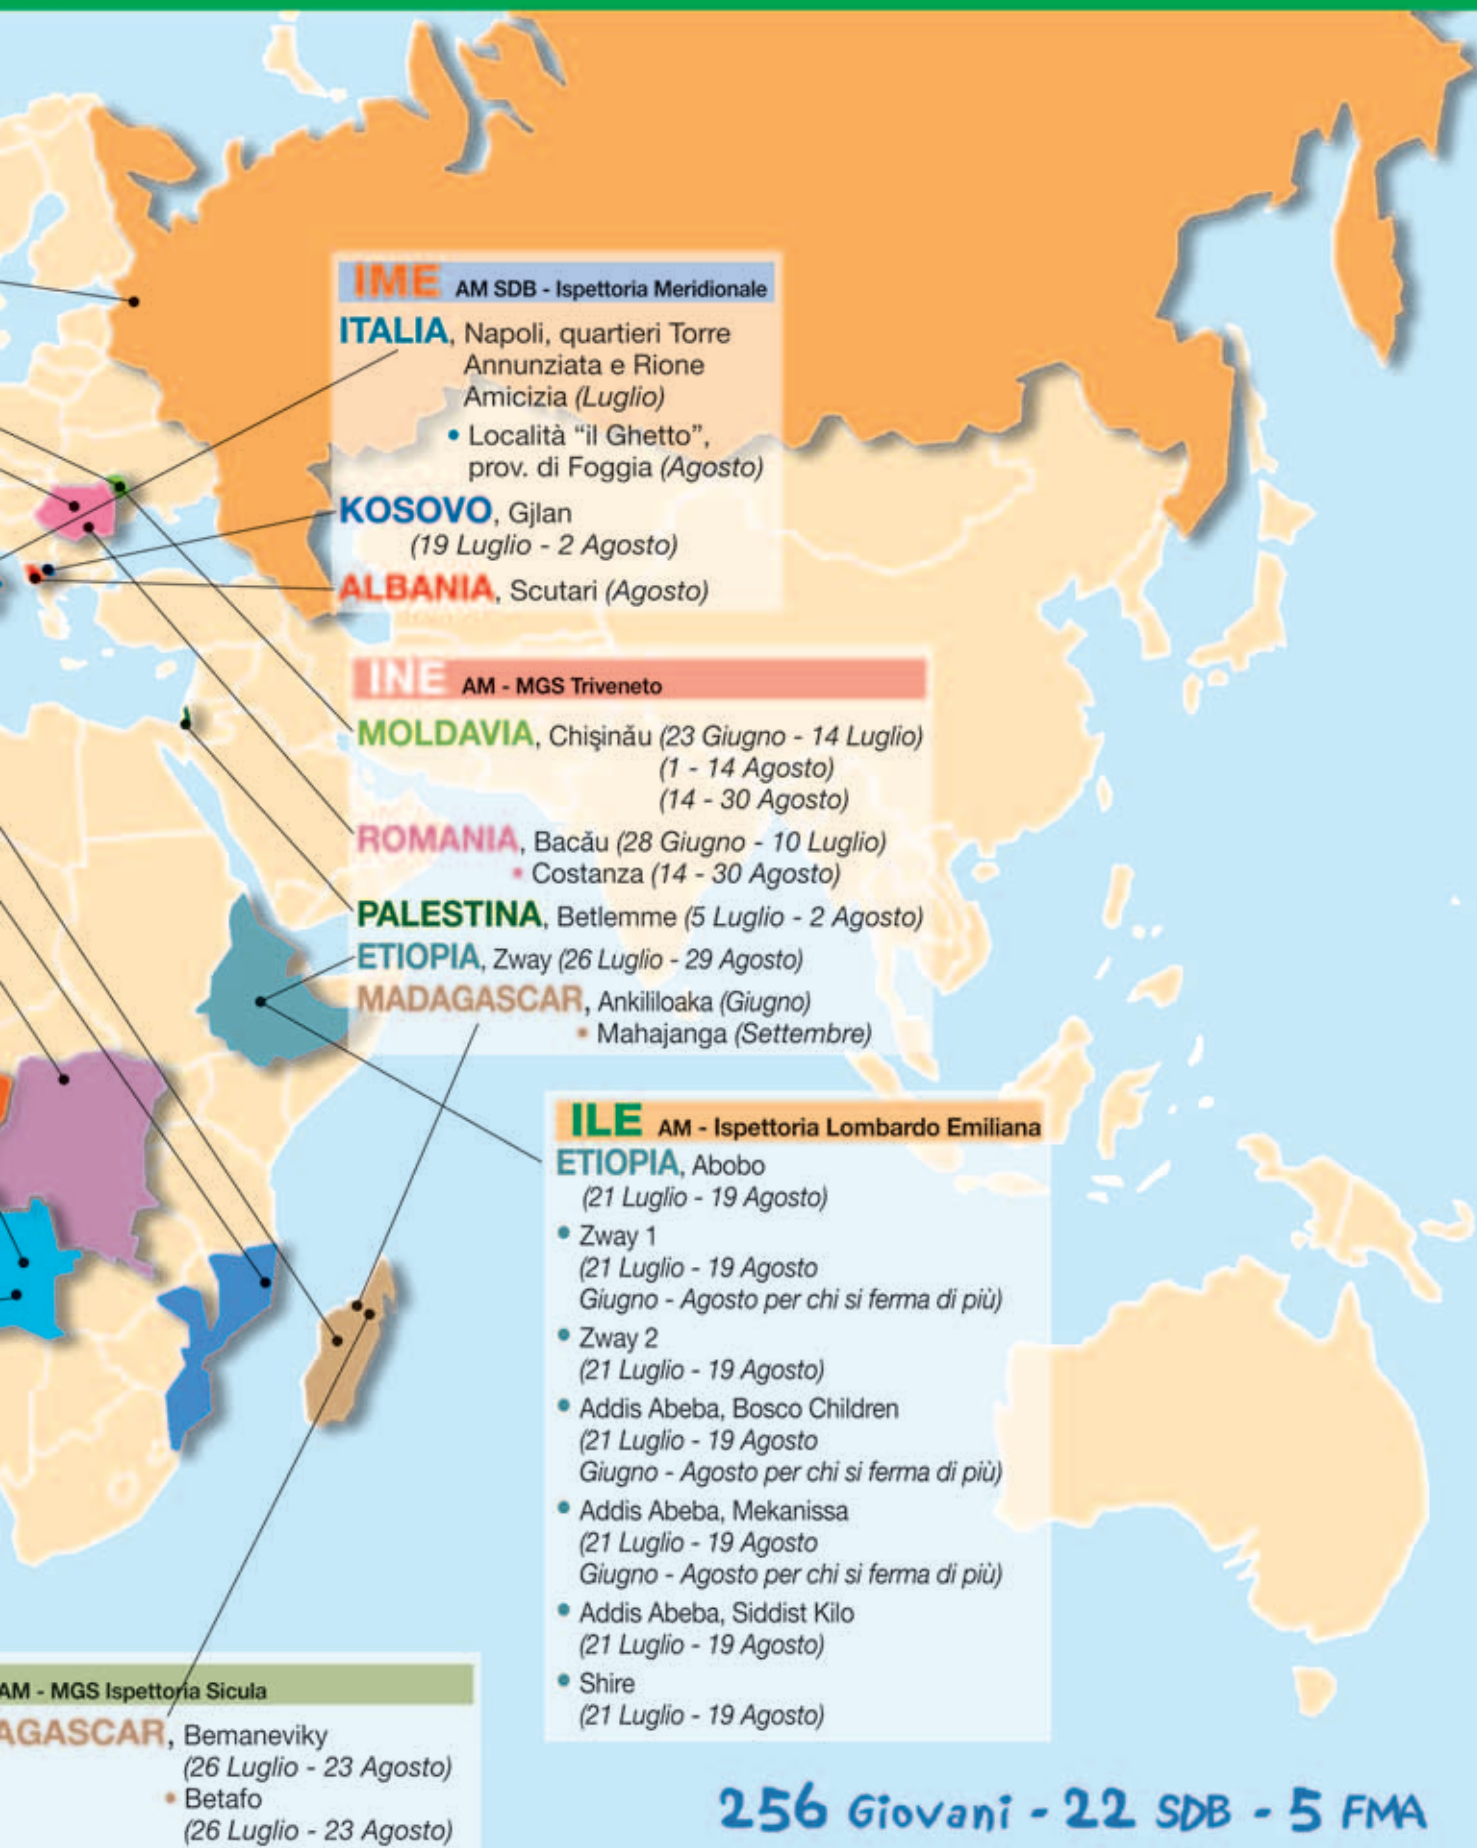 IME AM SDB - Ispettoria Meridionale
ITALIA, Napoli, quartieri Torre
Annunziata e Rione
Amicizia (Luglio)
• Località "il Ghetto",
prov. di Foggia (Agosto)
KOSOVO, Gjlan
(19 Luglio - 2 Agosto)
ALBANIA, Scutari (Agosto)
INE AM - MGS Triveneto
MOLDAVIA, Chişinău (23 Giugno - 14 Luglio)
(1 - 14 Agosto)
(14 - 30 Agosto)
ROMANIA, Bacău (28 Giugno - 10 Luglio)
• Costanza (14 - 30 Agosto)
PALESTINA, Betlemme (5 Luglio - 2 Agosto)
ETIOPIA, Zway (26 Luglio - 29 Agosto)
MADAGASCAR, Ankililoaka (Giugno)
• Mahajanga (Settembre)
ILE AM - Ispettoria Lombardo Emiliana
ETIOPIA, Abobo
(21 Luglio - 19 Agosto)
• Zway 1
(21 Luglio - 19 Agosto
Giugno - Agosto per chi si ferma di più)
• Zway 2
(21 Luglio - 19 Agosto)
• Addis Abeba, Bosco Children
(21 Luglio - 19 Agosto
Giugno - Agosto per chi si ferma di più)
• Addis Abeba, Mekanissa
(21 Luglio - 19 Agosto
Giugno - Agosto per chi si ferma di più)
• Addis Abeba, Siddist Kilo
(21 Luglio - 19 Agosto)
• Shire
(21 Luglio - 19 Agosto)
AM - MGS Ispettoria Sicula
AGASCAR, Bemaneviky
(26 Luglio - 23 Agosto)
• Betafo
(26 Luglio - 23 Agosto)
256 Giovani - 22 SDB - 5 FMA